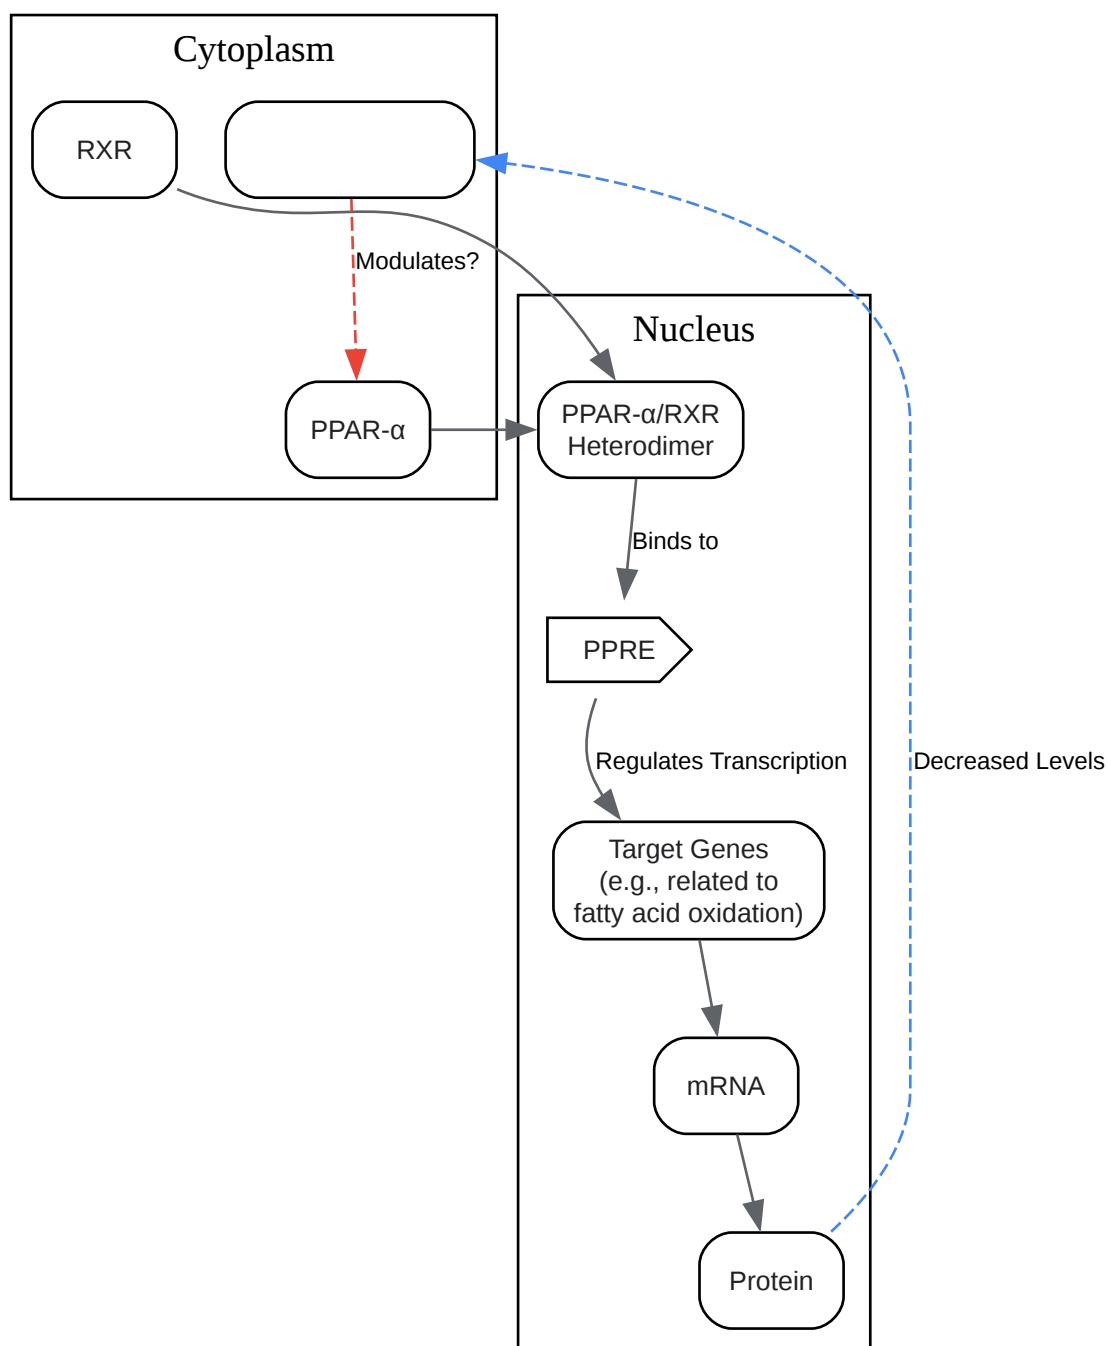 Cytoplasm
RXR
Modulates?
Nucleus
PPAR-α
PPAR-α/RXR
Heterodimer
Binds to
PPRE
Regulates Transcription
Decreased Levels
Target Genes
(e.g., related to
fatty acid oxidation)
mRNA
Protein